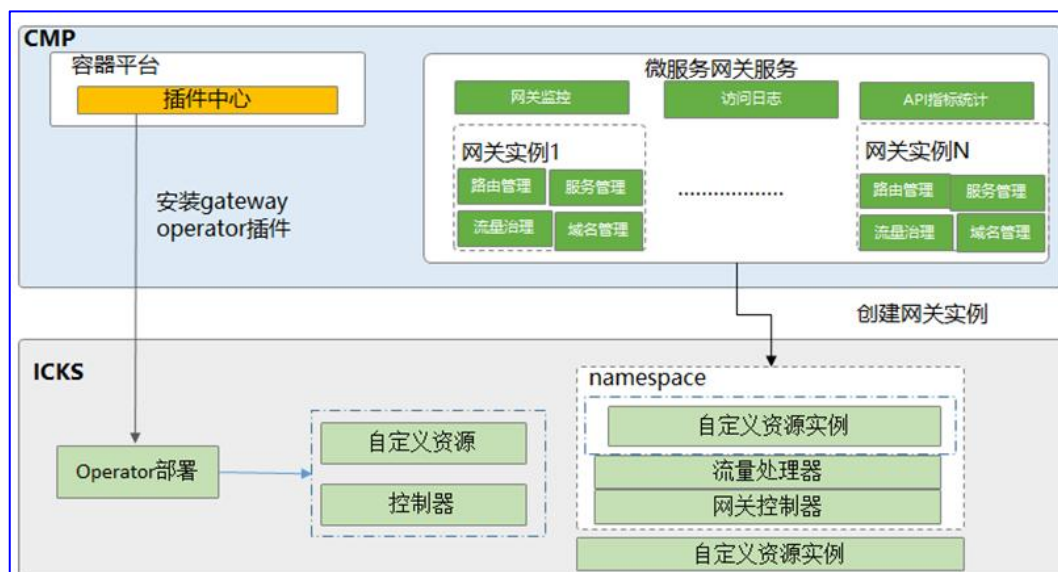 CMP
容器平台
插件中心
微服务网关服务
网关监控
访问日志
API指标统计
网关实例1
路由管理
服务管理
流量治理
域名管理
..................
网关实例N
路由管理
服务管理
流量治理
域名管理
安装gateway
operator插件
创建网关实例
ICKS
Operator部署
自定义资源
控制器
namespace
自定义资源实例
流量处理器
网关控制器
自定义资源实例